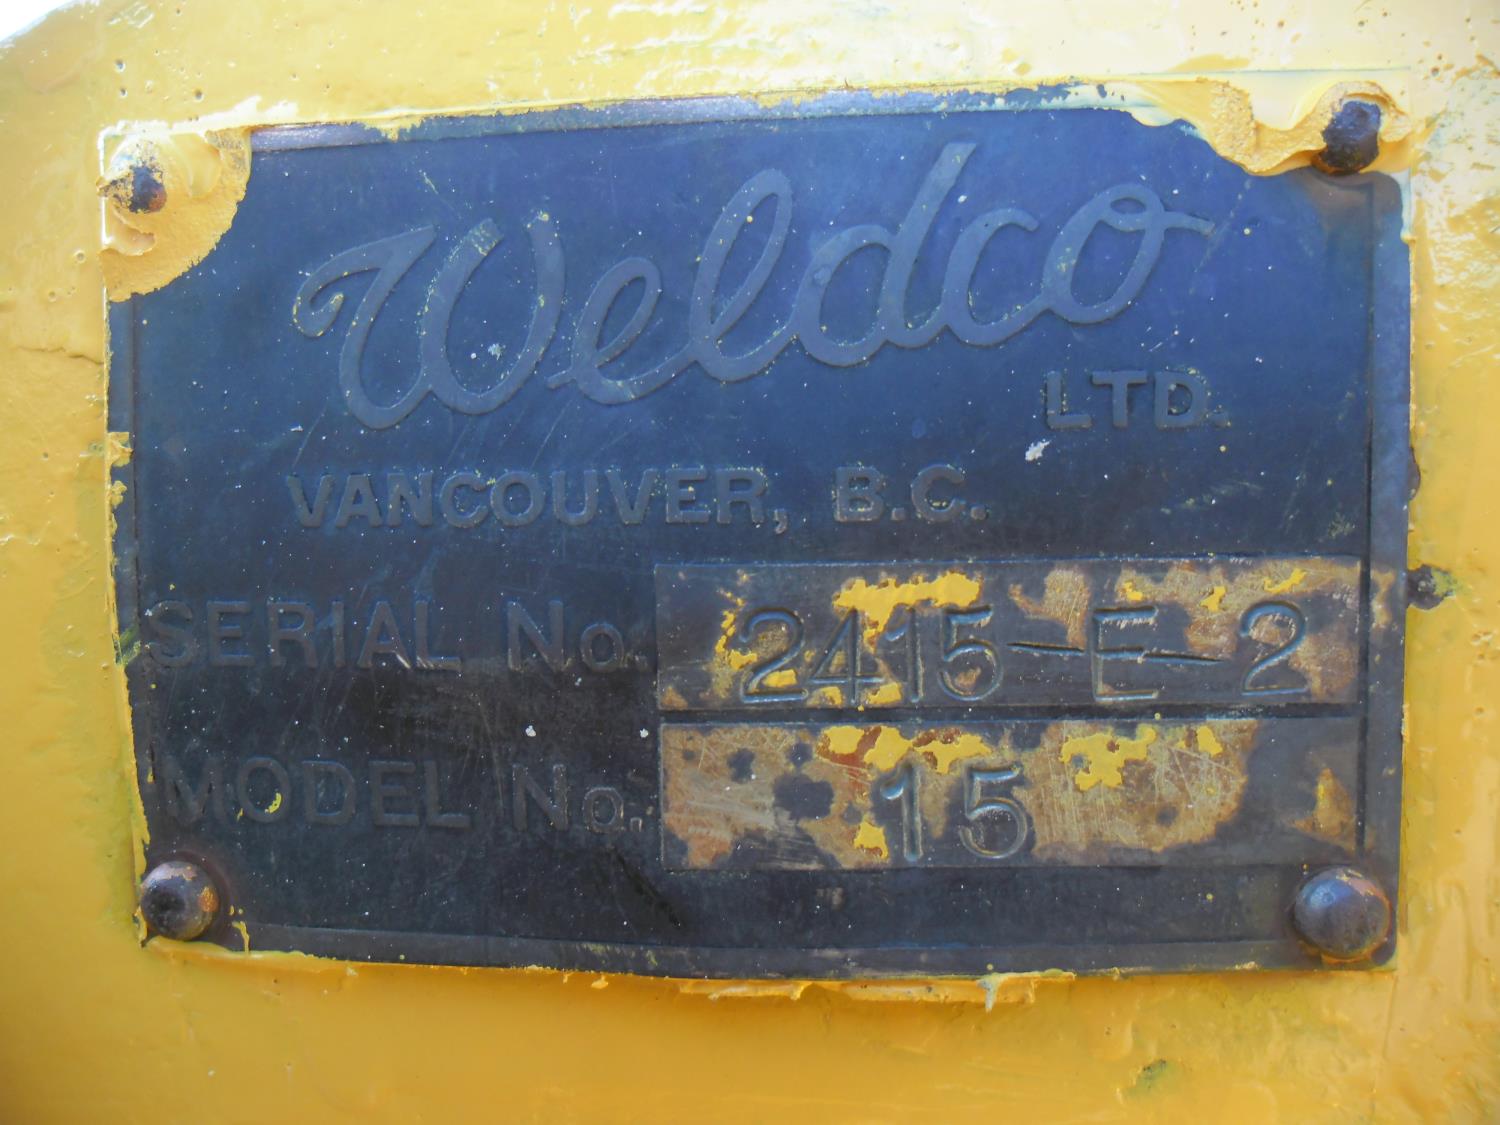 Weldco
LTD.
VANCOUVER, B.C.
SERIAL No. 2415-E-2
MODEL No. 15